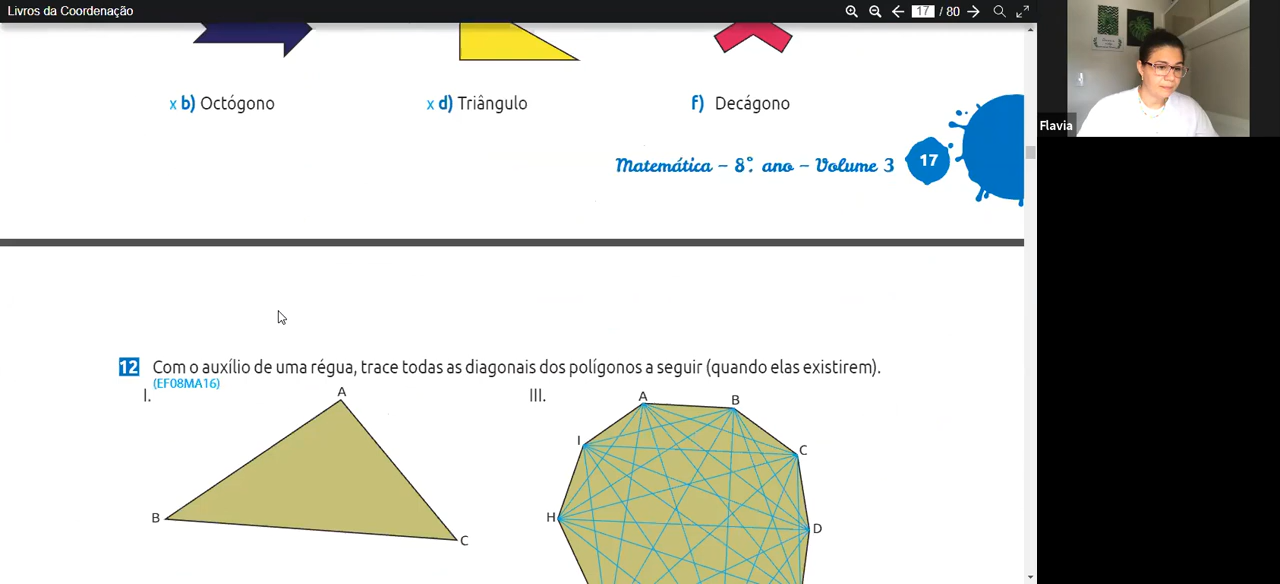 Livros da Coordenação
17 / 80
Flavia
x b) Octógono
x d) Triângulo
f) Decágono
Matemática – 8º. ano – Volume 3
17
12 Com o auxílio de uma régua, trace todas as diagonais dos polígonos a seguir (quando elas existirem).
(EF08MA16)
I.
A
B
C
III.
A
B
C
D
H
I